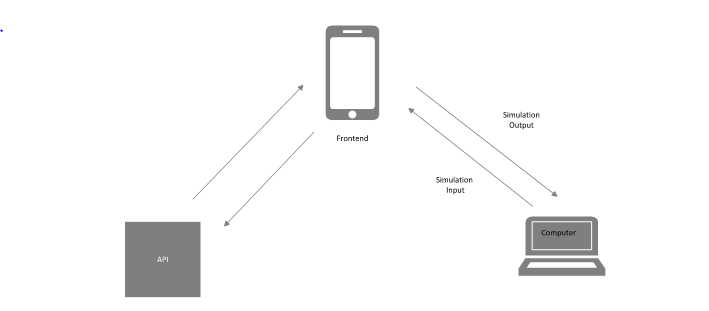 Frontend
Simulation
Output
Simulation
Input
Computer
API